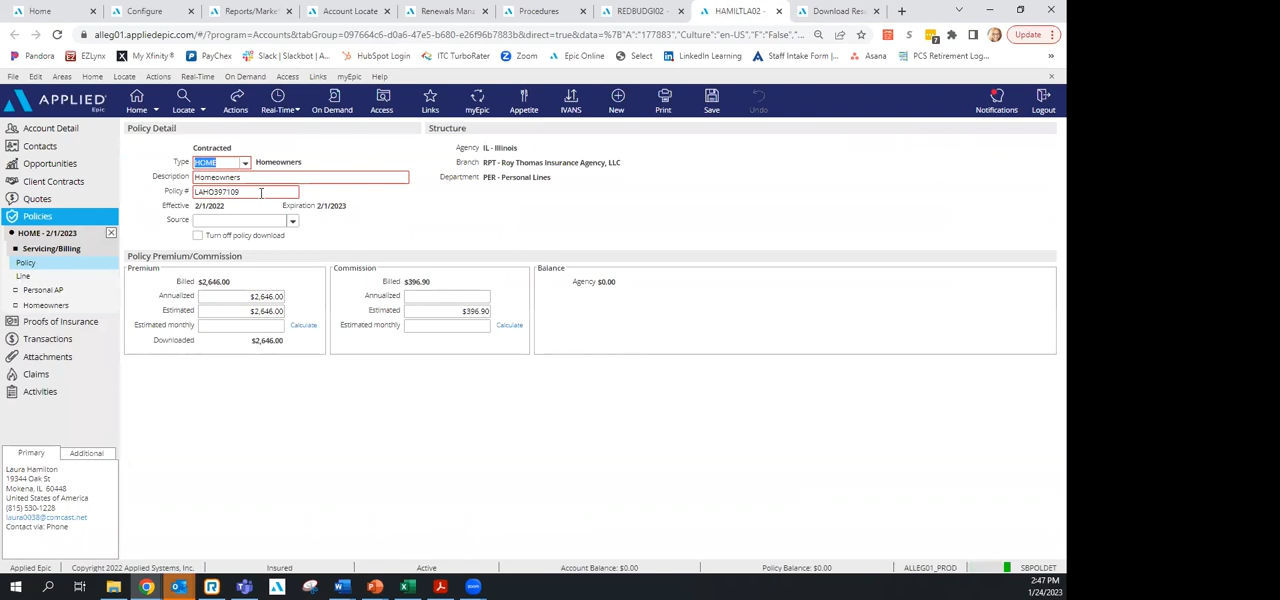 Home
Configure
Reports/Marke
Account Locate
Renewals Man
Procedures
REDBUDGI02 -
HAMILTLA02 -
Download Res
alleg01.appliedepic.com/#/?program=Accounts&tabGroup=097664c6-d0a1-47e5-b680-e26f96b7883b&direct=true&data=%7B"A":"177883","Culture":"en-US","F":"False",...
Update
Pandora
EZLynx
My Xfinity®
PayChex
Slack | Slackbot | A...
HubSpot Login
ITC TurboRater
Zoom
Epic Online
Select
LinkedIn Learning
Staff Intake Form |...
Asana
PCS Retirement Log...
File Edit Areas Home Locate Actions Real-Time On Demand Access Links myEpic Help
APPLIED
Epic
Home
Locate
Actions
Real-Time
On Demand
Access
Links
myEpic
Appetite
IVANS
New
Print
Save
Undo
Notifications
Logout
Account Detail
Contacts
Opportunities
Client Contracts
Quotes
Policies
HOME - 2/1/2023
Servicing/Billing
Policy
Line
Personal AP
Homeowners
Proofs of Insurance
Transactions
Attachments
Claims
Activities
Primary Additional
Laura Hamilton
19344 Oak St
Mokena, IL 60448
United States of America
(815) 530-1228
laura0038@comcast.net
Contact via: Phone
Policy Detail
Contracted
Type HOME Homeowners
Description Homeowners
Policy # LAHO397109
Effective 2/1/2022 Expiration 2/1/2023
Source
Turn off policy download
Structure
Agency IL - Illinois
Branch RPT - Roy Thomas Insurance Agency, LLC
Department PER - Personal Lines
Policy Premium/Commission
Premium
Billed $2,646.00
Annualized $2,646.00
Estimated $2,646.00
Estimated monthly Calculate
Downloaded $2,646.00
Commission
Billed $396.90
Annualized
Estimated $396.90
Estimated monthly Calculate
Balance
Agency $0.00
Applied Epic
Copyright 2022 Applied Systems, Inc.
Insured
Active
Account Balance: $0.00
Policy Balance: $0.00
ALLEG01_PROD
SBPOLDET
2:47 PM
1/24/2023